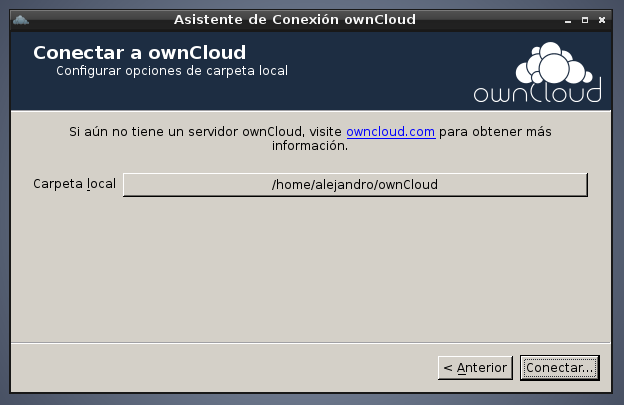 Asistente de Conexión ownCloud
Conectar a ownCloud
Configurar opciones de carpeta local
ownCloud
Si aún no tiene un servidor ownCloud, visite owncloud.com para obtener más
información.
Carpeta local /home/alejandro/ownCloud
< Anterior Conectar...